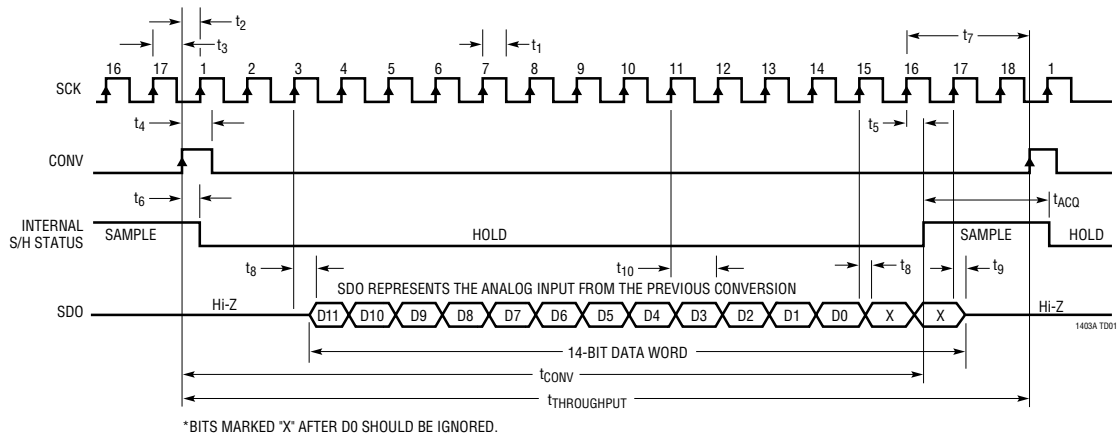 t2
t3
t1
t7
16 17 1 2 3 4 5 6 7 8 9 10 11 12 13 14 15 16 17 18 1
SCK
t4
t5
CONV
t6
tACQ
INTERNAL
S/H STATUS
SAMPLE
HOLD
SAMPLE
HOLD
t8
t10
t8
t9
SDO REPRESENTS THE ANALOG INPUT FROM THE PREVIOUS CONVERSION
SDO
Hi-Z
D11 D10 D9 D8 D7 D6 D5 D4 D3 D2 D1 D0 X X
Hi-Z
1403A TD01
14-BIT DATA WORD
tCONV
tTHROUGHPUT
*BITS MARKED "X" AFTER D0 SHOULD BE IGNORED.